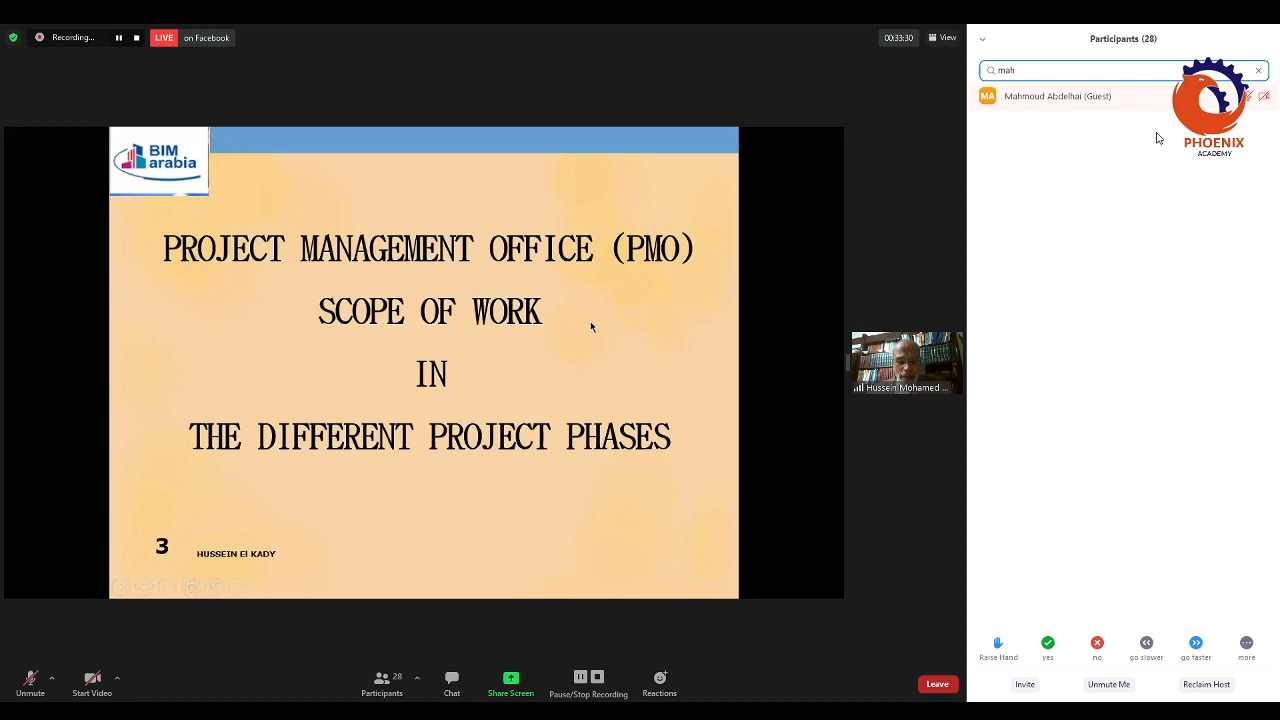 Recording...
LIVE on Facebook
00:33:30
View
Participants (28)
mah
MA Mahmoud Abdelhai (Guest)
PHOENIX
ACADEMY
BIM
arabia
PROJECT MANAGEMENT OFFICE (PMO)
SCOPE OF WORK
IN
THE DIFFERENT PROJECT PHASES
3
HUSSEIN El KADY
Hussein Mohamed ...
Raise Hand
yes
no
go slower
go faster
more
Unmute
Start Video
28
Participants
Chat
Share Screen
Pause/Stop Recording
Reactions
Leave
Invite
Unmute Me
Reclaim Host